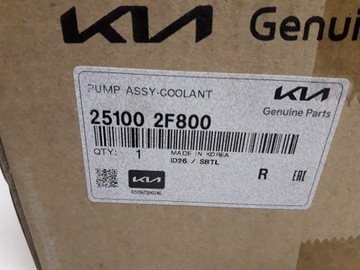 KIA Genui
PUMP ASSY-COOLANT
KIA
Genuine Parts
25100 2F800
QTY: 1 MADE IN KOREA
ID26 / SBTL
R EAC
KIA